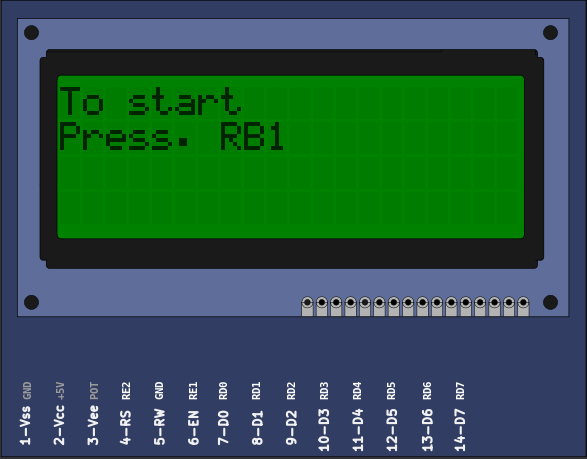 To start
Press. RB1
1-Vss GND
2-Vcc +5V
3-Vee POT
4-RS RE2
5-RW GND
6-EN RE1
7-D0 RD0
8-D1 RD1
9-D2 RD2
10-D3 RD3
11-D4 RD4
12-D5 RD5
13-D6 RD6
14-D7 RD7